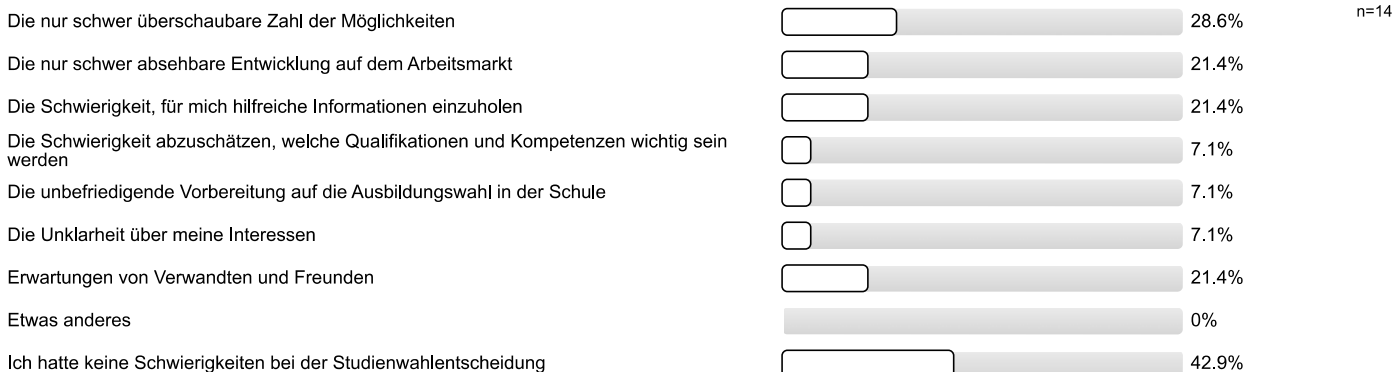 Die nur schwer überschaubare Zahl der Möglichkeiten 28.6% n=14
Die nur schwer absehbare Entwicklung auf dem Arbeitsmarkt 21.4%
Die Schwierigkeit, für mich hilfreiche Informationen einzuholen 21.4%
Die Schwierigkeit abzuschätzen, welche Qualifikationen und Kompetenzen wichtig sein
werden 7.1%
Die unbefriedigende Vorbereitung auf die Ausbildungswahl in der Schule 7.1%
Die Unklarheit über meine Interessen 7.1%
Erwartungen von Verwandten und Freunden 21.4%
Etwas anderes 0%
Ich hatte keine Schwierigkeiten bei der Studienwahlentscheidung 42.9%